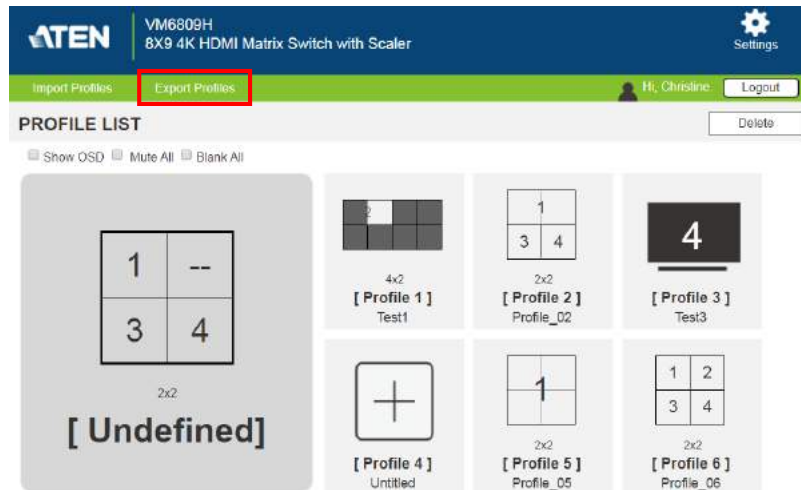 ATEN
VM6809H
8X9 4K HDMI Matrix Switch with Scaler
Settings
Import Profiles
Export Profiles
Hi, Christine
Logout
PROFILE LIST
Delete
Show OSD
Mute All
Blank All
1 --
3 4
2x2
[ Undefined]
2
4x2
[ Profile 1 ]
Test1
1
3 4
2x2
[ Profile 2 ]
Profile_02
4
[ Profile 3 ]
Test3
[ Profile 4 ]
Untitled
1
2x2
[ Profile 5 ]
Profile_05
1 2
3 4
2x2
[ Profile 6 ]
Profile_06